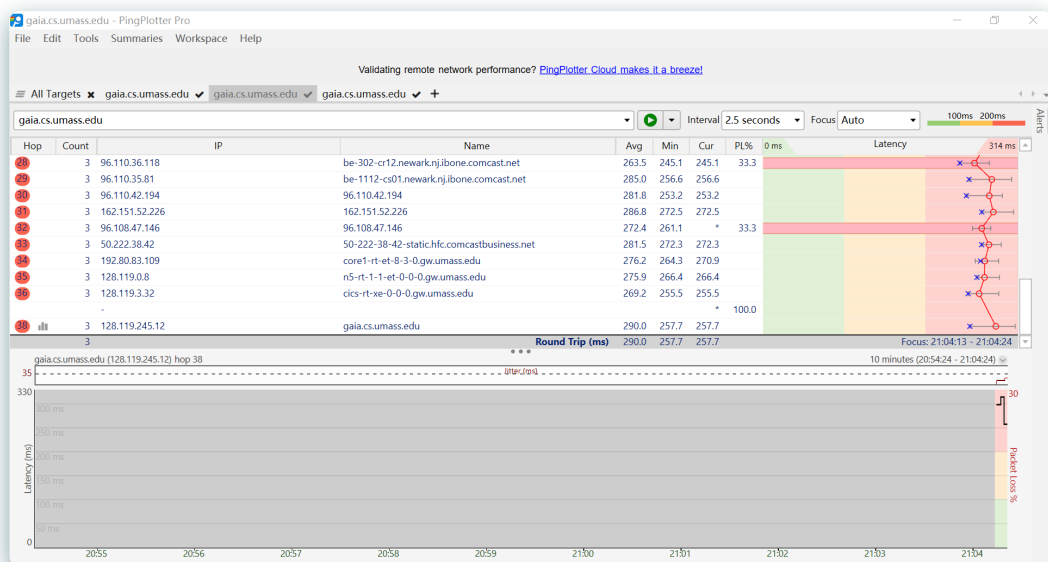 gaia.cs.umass.edu - PingPlotter Pro
File Edit Tools Summaries Workspace Help
Validating remote network performance? PingPlotter Cloud makes it a breeze!
All Targets gaia.cs.umass.edu gaia.cs.umass.edu gaia.cs.umass.edu +
Alerts
gaia.cs.umass.edu Interval 2.5 seconds Focus Auto 100ms 200ms
Hop Count IP Name Avg Min Cur PL% 0 ms Latency 314 ms
28 3 96.110.36.118 be-302-cr12.newark.nj.ibone.comcast.net 263.5 245.1 245.1 33.3
29 3 96.110.35.81 be-1112-cs01.newark.nj.ibone.comcast.net 285.0 256.6 256.6
30 3 96.110.42.194 96.110.42.194 281.8 253.2 253.2
31 3 162.151.52.226 162.151.52.226 286.8 272.5 272.5
32 3 96.108.47.146 96.108.47.146 272.4 261.1 * 33.3
33 3 50.222.38.42 50-222-38-42-static.hfc.comcastbusiness.net 281.5 272.3 272.3
34 3 192.80.83.109 core1-rt-et-8-3-0.gw.umass.edu 276.2 264.3 270.9
35 3 128.119.0.8 n5-rt-1-1-et-0-0-0.gw.umass.edu 275.9 266.4 266.4
36 3 128.119.3.32 cics-rt-xe-0-0-0.gw.umass.edu 269.2 255.5 255.5
- * 100.0
38 3 128.119.245.12 gaia.cs.umass.edu 290.0 257.7 257.7
3 Round Trip (ms) 290.0 257.7 257.7 Focus: 21:04:13 - 21:04:24
gaia.cs.umass.edu (128.119.245.12) hop 38 10 minutes (20:54:24 - 21:04:24)
35 Jitter (ms)
330 30
300 ms
250 ms
200 ms
150 ms
100 ms
50 ms
0
Latency (ms)
Packet Loss %
20:55 20:56 20:57 20:58 20:59 21:00 21:01 21:02 21:03 21:04